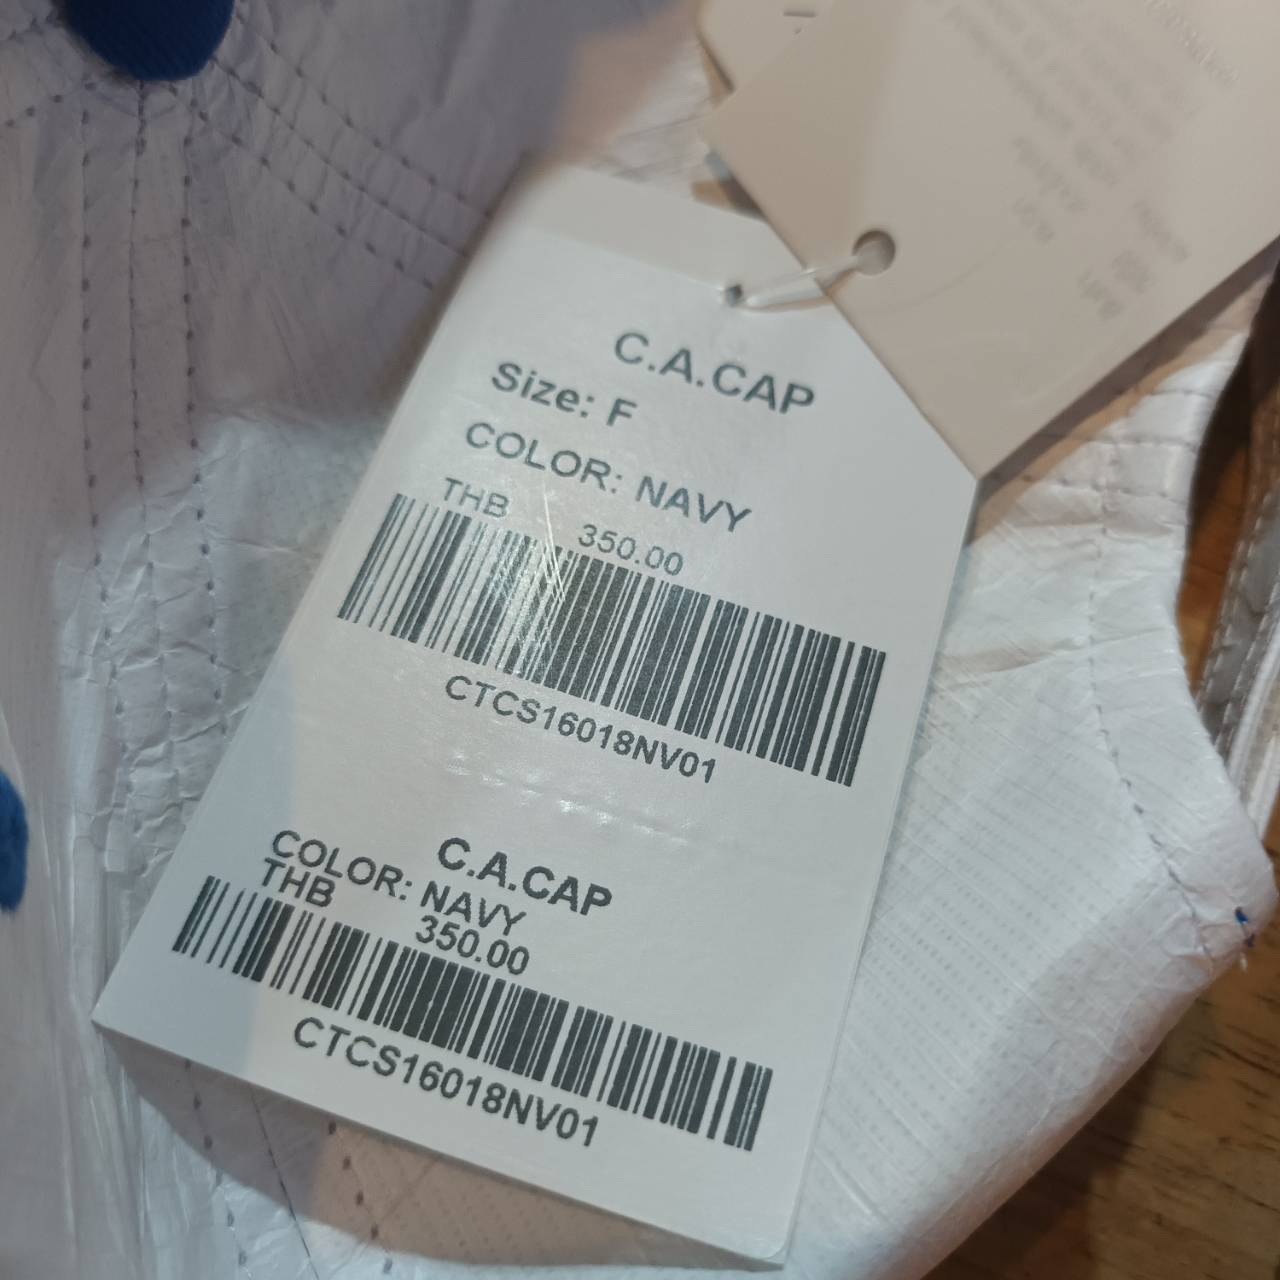 C.A.CAP
Size: F
COLOR: NAVY
THB 350.00
CTCS16018NV01
C.A.CAP
COLOR: NAVY
THB 350.00
CTCS16018NV01